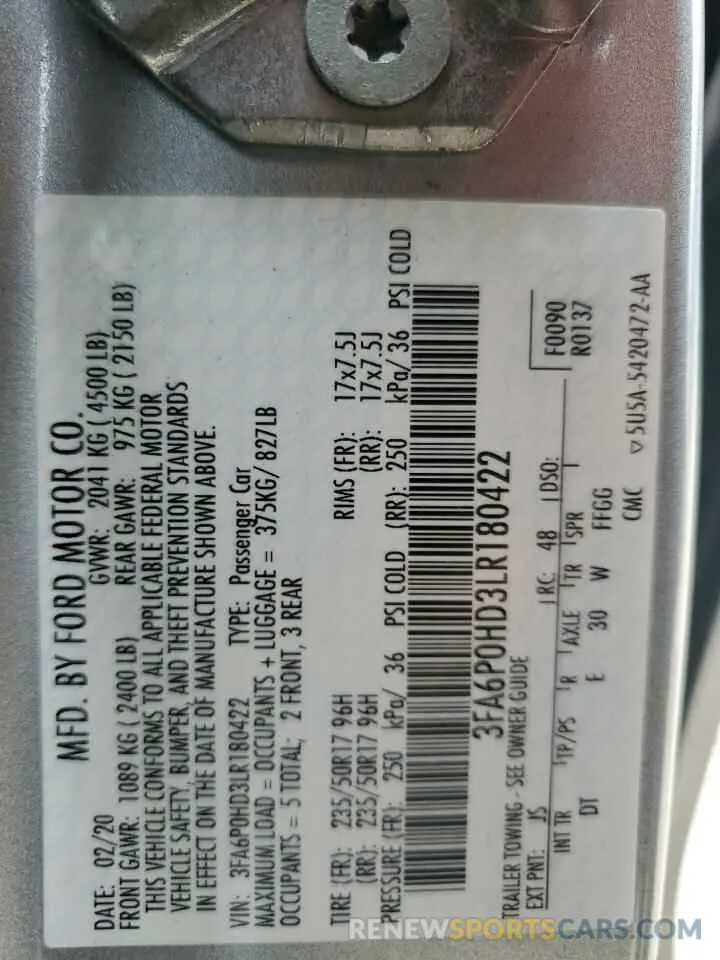 MFD. BY FORD MOTOR CO.
DATE: 02/20 GVWR: 2041 KG ( 4500 LB)
FRONT GAWR: 1089 KG ( 2400 LB) REAR GAWR: 975 KG ( 2150 LB)
THIS VEHICLE CONFORMS TO ALL APPLICABLE FEDERAL MOTOR
VEHICLE SAFETY, BUMPER, AND THEFT PREVENTION STANDARDS
IN EFFECT ON THE DATE OF MANUFACTURE SHOWN ABOVE.
VIN: 3FA6P0HD3LR180422 TYPE: Passenger Car
MAXIMUM LOAD = OCCUPANTS + LUGGAGE = 375KG/ 827LB
OCCUPANTS = 5 TOTAL; 2 FRONT, 3 REAR
TIRE (FR): 235/50R17 96H RIMS (FR): 17x7.5J
(RR): 235/50R17 96H (RR): 17x7.5J
PRESSURE (FR): 250 kPa/ 36 PSI COLD (RR): 250 kPa/ 36 PSI COLD
3FA6P0HD3LR180422
TRAILER TOWING - SEE OWNER GUIDE
F0090
R0137
EXT PNT: JS RC: 48 DSO:
INT TR TP/PS R AXLE TR SPR
DT E 30 W FFGG
CMC ▽ 5U5A-5420472-AA
RENEWSPORTSCARS.COM